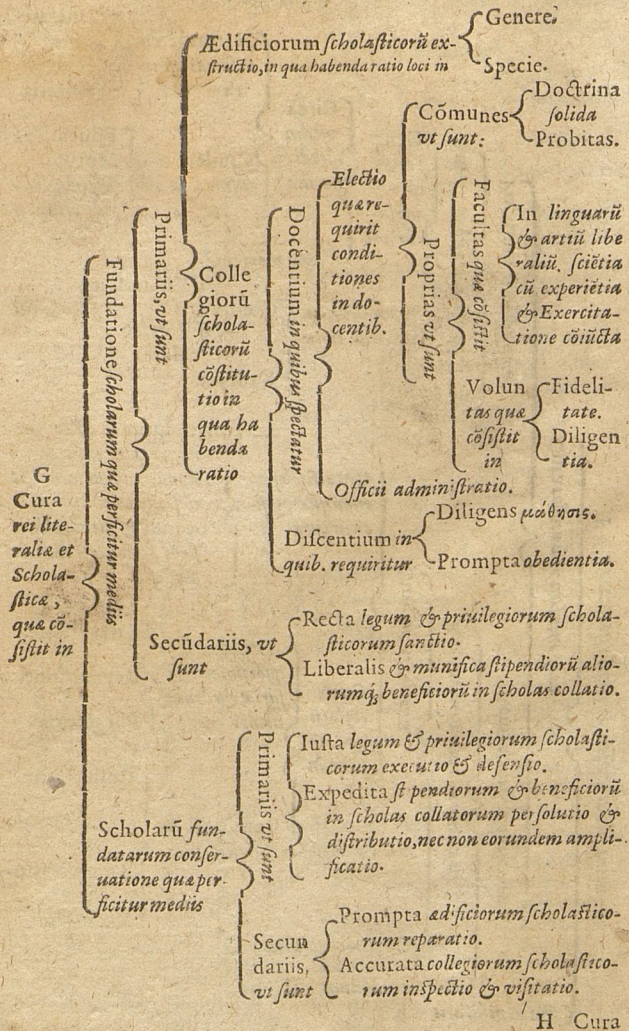 G
Cura
rei lite-
rariæ et
Schola-
sticæ,
quæ cõ-
sistit in
Fundatione scholarum quæ perficitur mediis
Primariis, vt sunt
Ædificiorum scholasticorũ ex-
structio, in qua habenda ratio loci in
Genere.
Specie.
Colle
giorũ
schola-
sticorũ
cõstitu-
tio in
qua ha
benda
ratio
Docentium in quibus spectatur
Electio
quæ re-
quirit
condi-
tiones
in do-
centib.
Cõmunes
vt sunt:
Doctrina
solida
Probitas.
Proprias vt sunt
Facultas quæ cõsistit
In linguarũ
& artiũ libe
raliũ. sciẽtia
cũ experiẽtia
& Exercita-
tione cõiũcta
Volun
tas quæ
cõsistit
in
Fideli-
tate.
Diligen
tia.
Officii administratio.
Discentium in
quib. requiritur
Diligens μάθησις.
Prompta obedientia.
Secũdariis, vt
sunt
Recta legum & priuilegiorum schola-
sticorum sanctio.
Liberalis & munifica stipendiorũ alio-
rumq; beneficiorũ in scholas collatio.
Scholarũ fun-
datarum conser-
uatione quæ per-
ficitur mediis
Primariis vt sunt
Iusta legum & priuilegiorum scholasti-
corum executio & defensio.
Expedita sti pendiorum & beneficiorũ
in scholas collatorum persolutio &
distributio, nec non eorundem ampli-
ficatio.
Secun
dariis,
vt sunt
Prompta ædificiorum scholastico-
rum reparatio.
Accurata collegiorum scholastico-
rum inspectio & visitatio.
H Cura